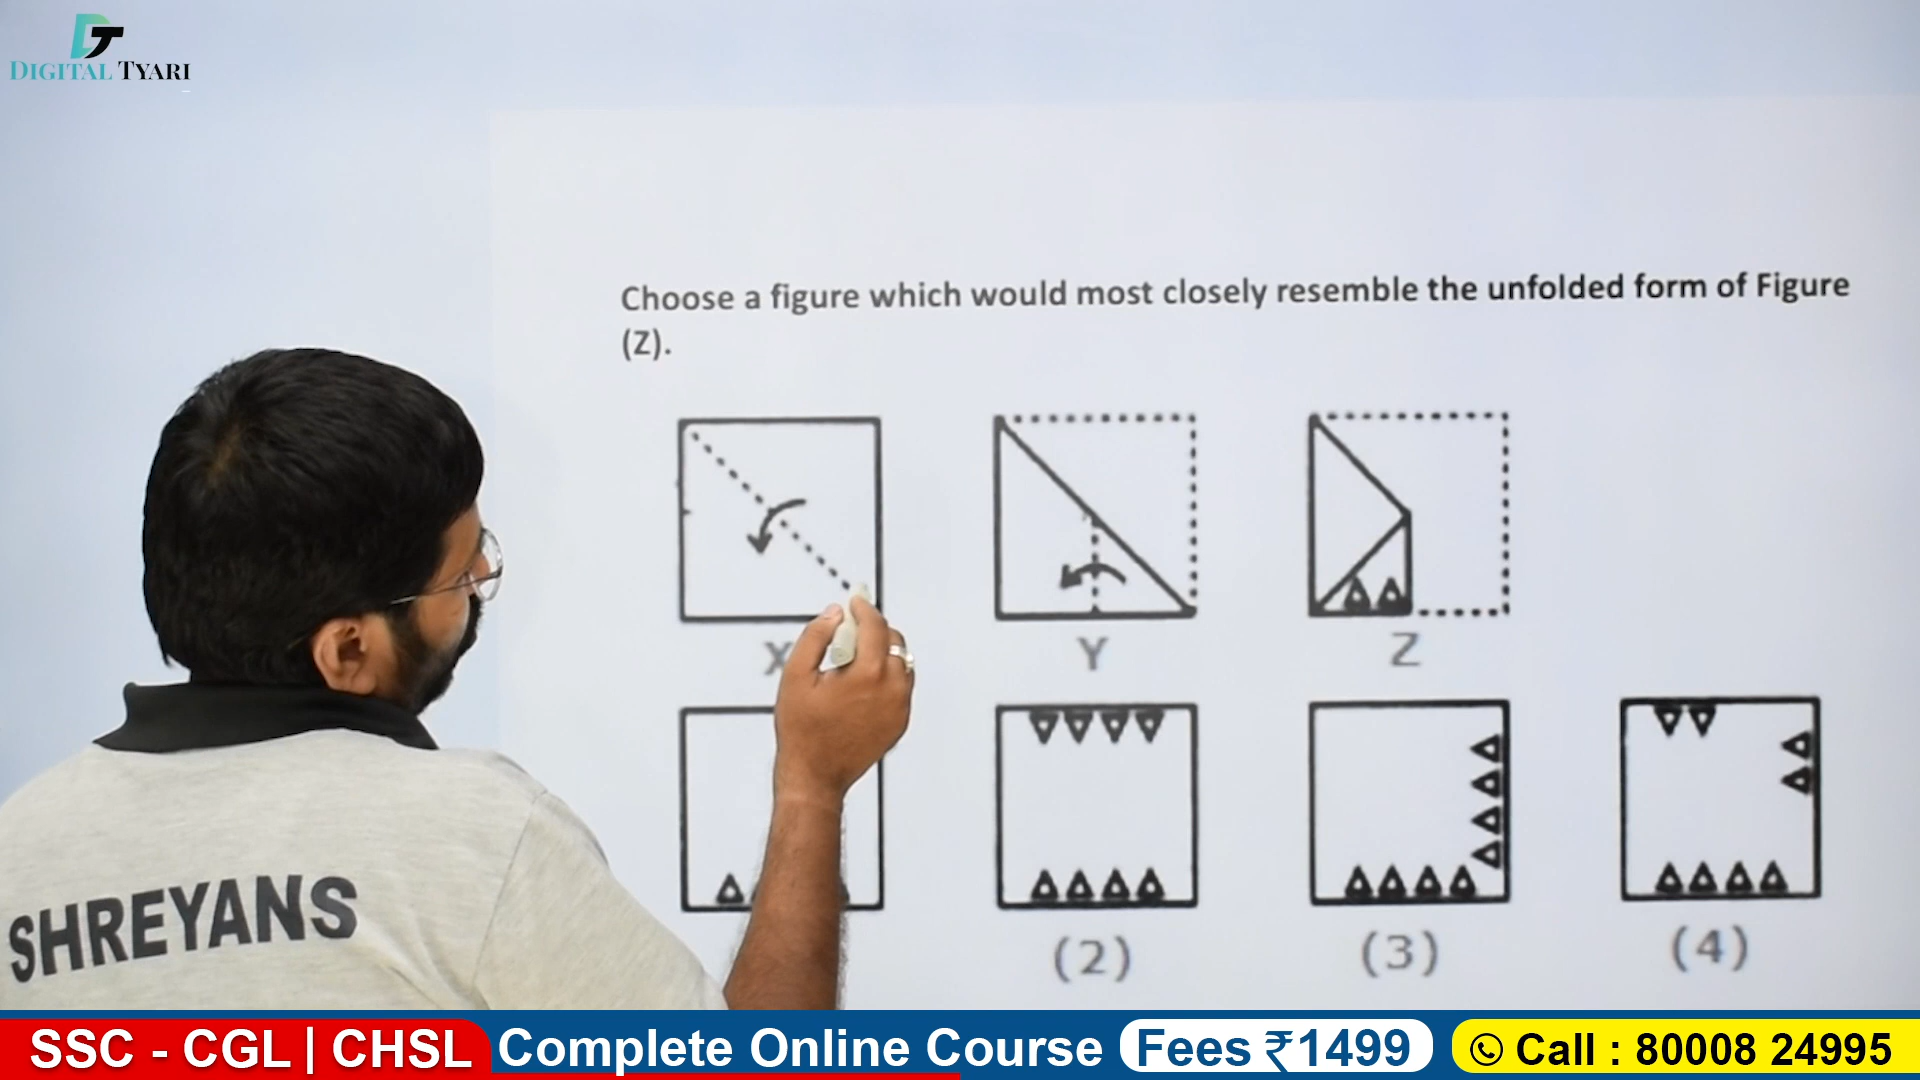 DT
DIGITAL TYARI
Choose a figure which would most closely resemble the unfolded form of Figure
(Z).
X
Y
Z
(2)
(3)
(4)
SHREYANS
SSC - CGL | CHSL
Complete Online Course
Fees ₹1499
Call : 80008 24995